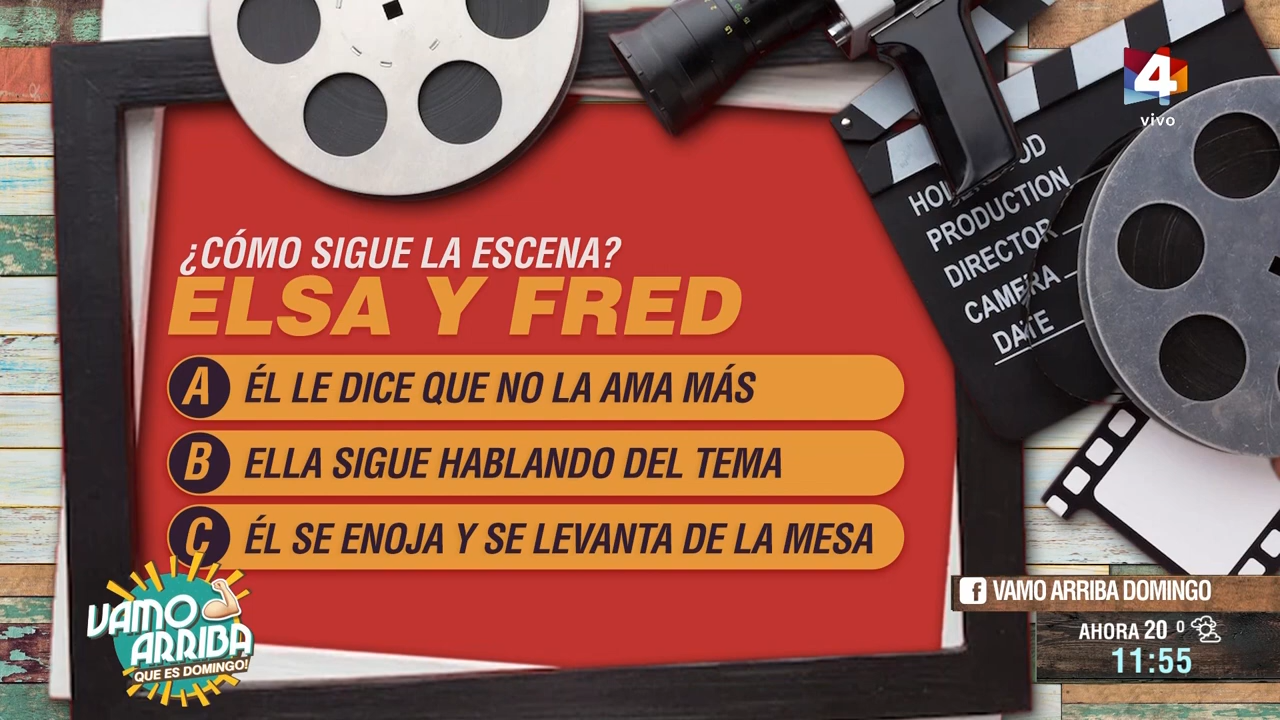 4
vivo
PRODUCTION
DIRECTOR
CAMERA
DATE
¿CÓMO SIGUE LA ESCENA?
ELSA Y FRED
A ÉL LE DICE QUE NO LA AMA MÁS
B ELLA SIGUE HABLANDO DEL TEMA
C ÉL SE ENOJA Y SE LEVANTA DE LA MESA
VAMO
ARRIBA
QUE ES DOMINGO!
f VAMO ARRIBA DOMINGO
AHORA 20 º
11:55